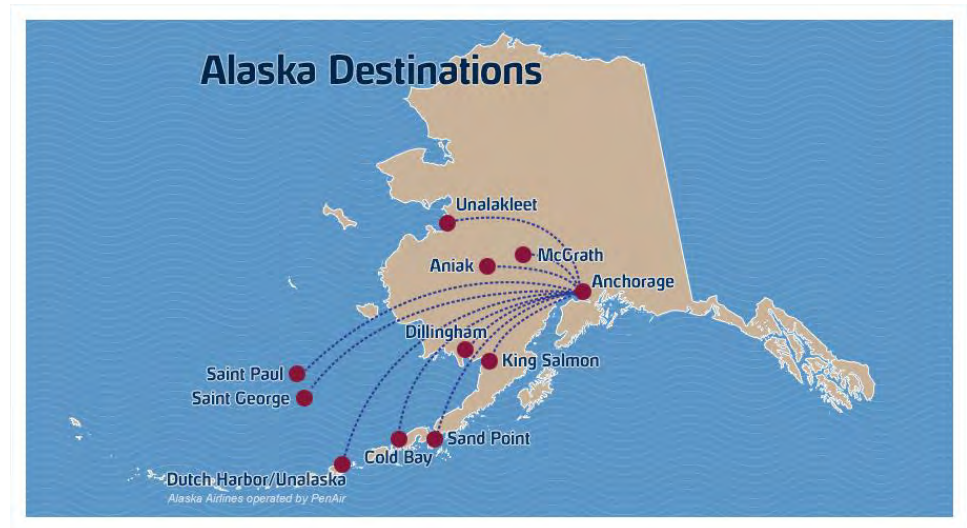 Alaska Destinations
Unalakleet
McGrath
Aniak
Anchorage
Dillingham
King Salmon
Saint Paul
Saint George
Sand Point
Cold Bay
Dutch Harbor/Unalaska
Alaska Airlines operated by PenAir